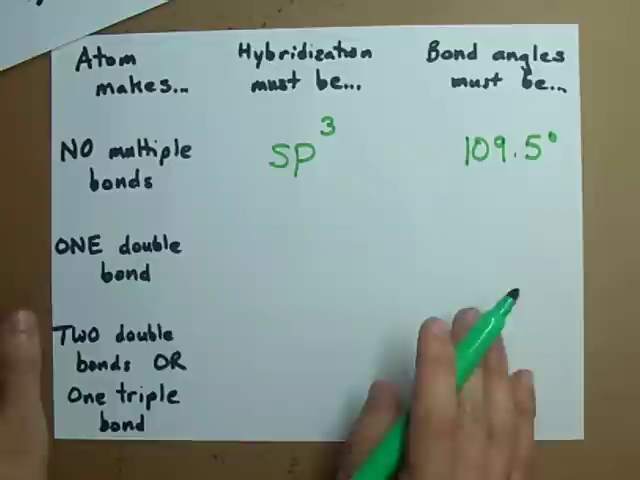 Atom makes...
Hybridization must be...
Bond angles must be...
NO multiple bonds
sp³
109.5°
ONE double bond
TWO double bonds OR One triple bond